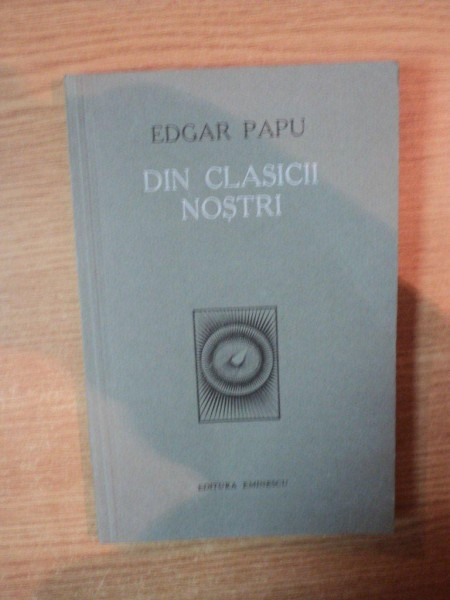 EDGAR PAPU
DIN CLASICII
NOȘTRI
EDITURA EMINESCU